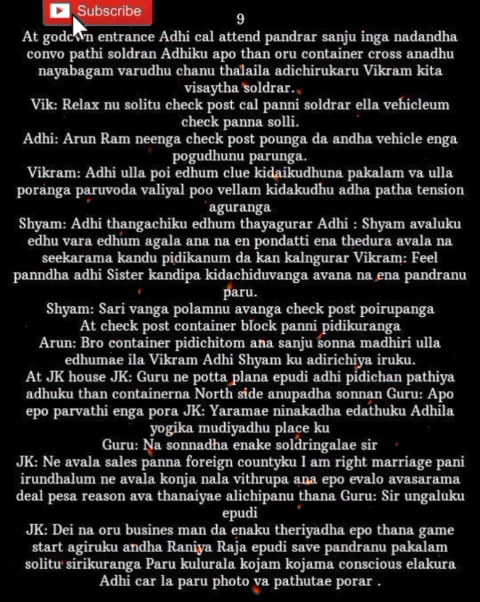 Subscribe
9
At godown entrance Adhi cal attend pandrar sanju inga nadandha
convo pathi soldran Adhiku apo than oru container cross anadhu
nayabagam varudhu chanu thalaila adichirukaru Vikram kita
visaytha soldrar.
Vik: Relax nu solitu check post cal panni soldrar ella vehicleum
check panna solli.
Adhi: Arun Ram neenga check post pounga da andha vehicle enga
pogudhunu parunga.
Vikram: Adhi ulla poi edhum clue kidaikudhuna pakalam va ulla
poranga paruvoda valiyal poo vellam kidakudhu adha patha tension
aguranga
Shyam: Adhi thangachiku edhum thayagurar Adhi : Shyam avaluku
edhu vara edhum agala ana na en pondatti ena thedura avala na
seekarama kandu pidikanum da kan kalngurar Vikram: Feel
panndha adhi Sister kandipa kidachiduvanga avana na ena pandranu
paru.
Shyam: Sari vanga polamnu avanga check post poirupanga
At check post container block panni pidikuranga
Arun: Bro container pidichitom ana sanju sonna madhiri ulla
edhumae ila Vikram Adhi Shyam ku adirichiya iruku.
At JK house JK: Guru ne potta plana epudi adhi pidichan pathiya
adhuku than containerna North side anupadha sonnan Guru: Apo
epo parvathi enga pora JK: Yaramae ninakadha edathuku Adhila
yogika mudiyadhu place ku
Guru: Na sonnadha enake soldringalae sir
JK: Ne avala sales panna foreign countyku I am right marriage pani
irundhalum ne avala konja nala vithrupa ana epo evalo avasarama
deal pesa reason ava thanaiyae alichipanu thana Guru: Sir ungaluku
epudi
JK: Dei na oru busines man da enaku theriyadha epo thana game
start agiruku andha Raniya Raja epudi save pandranu pakalam
solitu sirikuranga Paru kulurala kojam kojama conscious elakura
Adhi car la paru photo va pathutae porar .